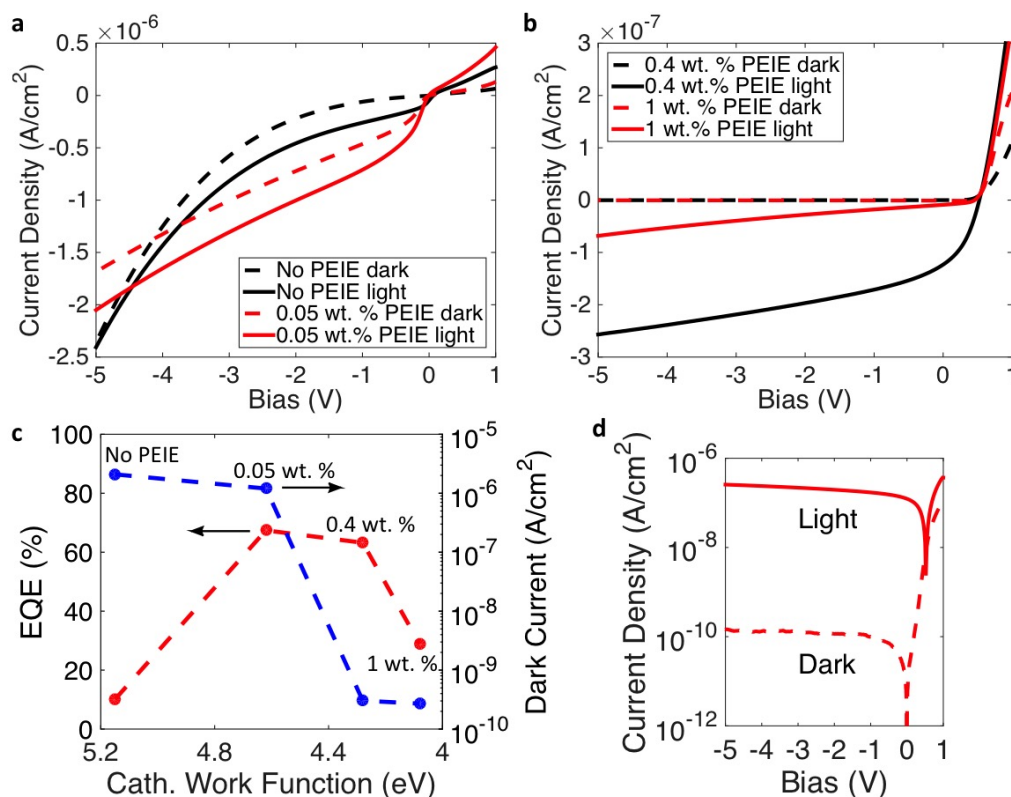 a
×10⁻⁶
0.5
0
-0.5
-1
-1.5
-2
-2.5
Current Density (A/cm²)
No PEIE dark
No PEIE light
0.05 wt. % PEIE dark
0.05 wt.% PEIE light
-5 -4 -3 -2 -1 0 1
Bias (V)
b
×10⁻⁷
3
2
1
0
-1
-2
-3
Current Density (A/cm²)
0.4 wt. % PEIE dark
0.4 wt. % PEIE light
1 wt. % PEIE dark
1 wt.% PEIE light
-5 -4 -3 -2 -1 0 1
Bias (V)
c
100
80
60
40
20
0
EQE (%)
No PEIE
0.05 wt. %
0.4 wt. %
1 wt. %
10⁻⁵
10⁻⁶
10⁻⁷
10⁻⁸
10⁻⁹
10⁻¹⁰
Dark Current (A/cm²)
5.2 4.8 4.4 4
Cath. Work Function (eV)
d
10⁻⁶
10⁻⁸
10⁻¹⁰
10⁻¹²
Current Density (A/cm²)
Light
Dark
-5 -4 -3 -2 -1 0 1
Bias (V)